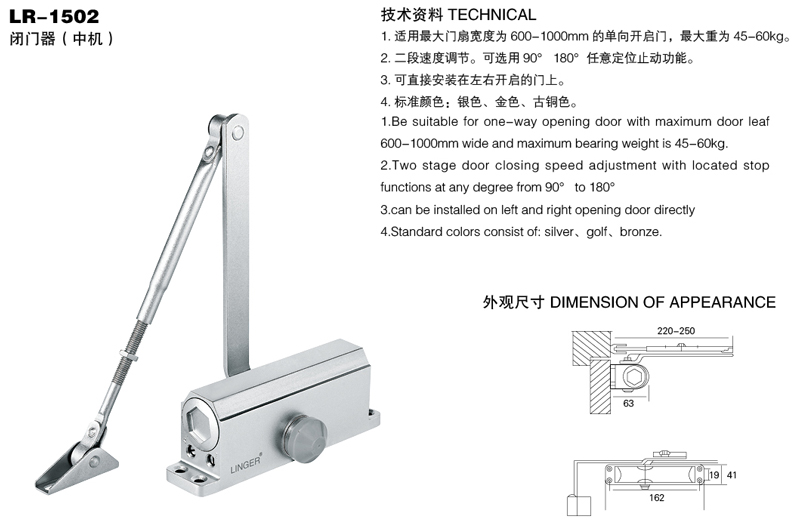 LR-1502
闭门器（中机）
技术资料 TECHNICAL
1. 适用最大门扇宽度为 600-1000mm 的单向开启门，最大重为 45-60kg。
2. 二段速度调节。可选用 90° 180° 任意定位止动功能。
3. 可直接安装在左右开启的门上。
4. 标准颜色：银色、金色、古铜色。
1.Be suitable for one-way opening door with maximum door leaf
600-1000mm wide and maximum bearing weight is 45-60kg.
2.Two stage door closing speed adjustment with located stop
functions at any degree from 90° to 180°
3.can be installed on left and right opening door directly
4.Standard colors consist of: silver、golf、bronze.
LINGER®
外观尺寸 DIMENSION OF APPEARANCE
220-250
63
19
41
162